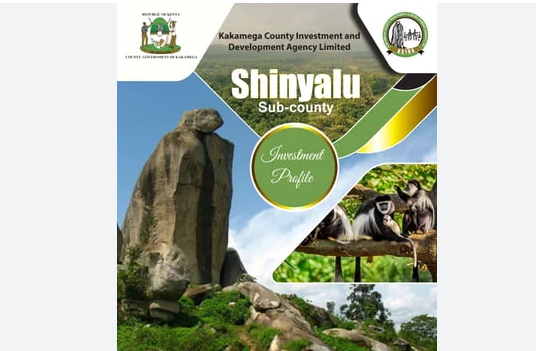 REPUBLIC OF KENYA
COUNTY GOVERNMENT OF KAKAMEGA
Kakamega County Investment and
Development Agency Limited
Shinyalu
Sub-county
Investment
Profile